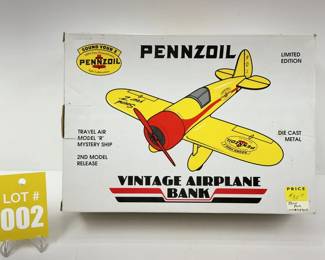 SOUND YOUR Z
PENNZOIL
PENNZOIL
LIMITED
EDITION
TRAVEL AIR
MODEL 'R'
MYSTERY SHIP
2ND MODEL
RELEASE
DIE CAST
METAL
VINTAGE AIRPLANE
BANK
PRICE
LOT #
002